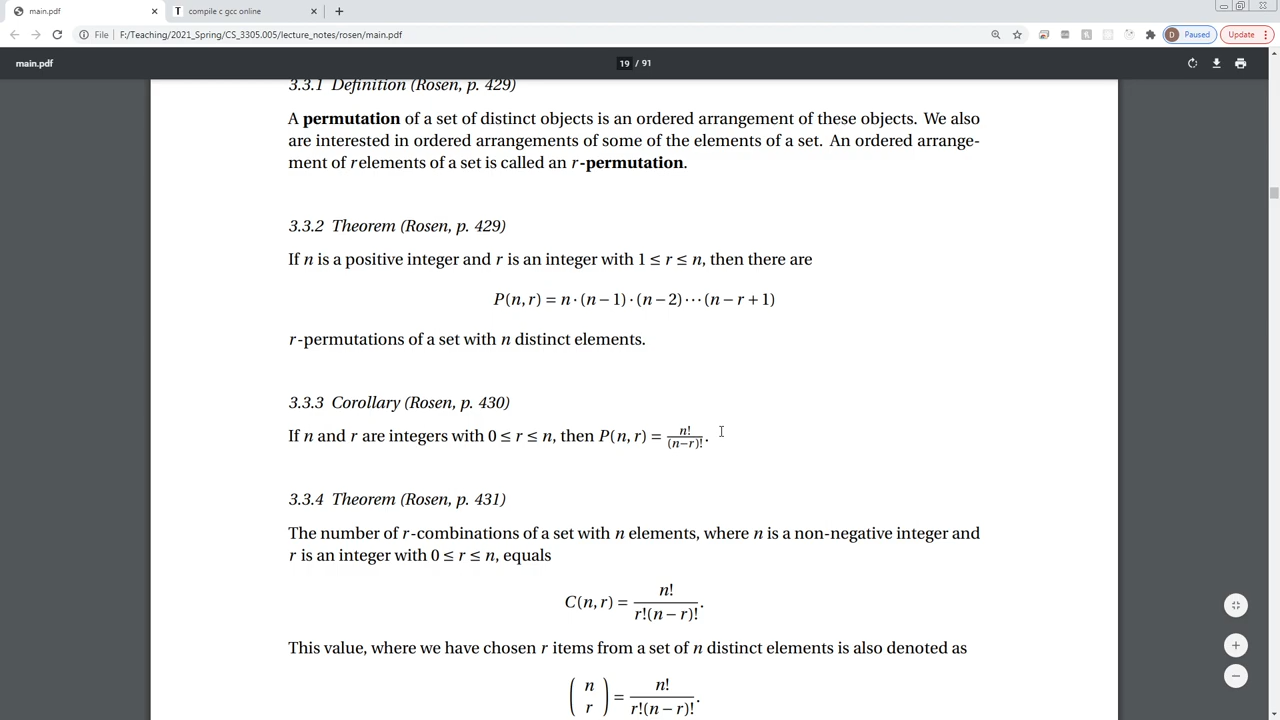 main.pdf
compile c gcc online
File F:/Teaching/2021_Spring/CS_3305.005/lecture_notes/rosen/main.pdf
D Paused
Update
main.pdf
19 / 91
3.3.1 Definition (Rosen, p. 429)
A permutation of a set of distinct objects is an ordered arrangement of these objects. We also
are interested in ordered arrangements of some of the elements of a set. An ordered arrange-
ment of r elements of a set is called an r-permutation.
3.3.2 Theorem (Rosen, p. 429)
If n is a positive integer and r is an integer with 1 ≤ r ≤ n, then there are
P(n,r) = n·(n−1)·(n−2)···(n−r+1)
r-permutations of a set with n distinct elements.
3.3.3 Corollary (Rosen, p. 430)
If n and r are integers with 0 ≤ r ≤ n, then P(n,r) = n!/(n−r)!.
3.3.4 Theorem (Rosen, p. 431)
The number of r-combinations of a set with n elements, where n is a non-negative integer and
r is an integer with 0 ≤ r ≤ n, equals
C(n,r) = n!/r!(n−r)!.
This value, where we have chosen r items from a set of n distinct elements is also denoted as
(n r) = n!/r!(n−r)!.